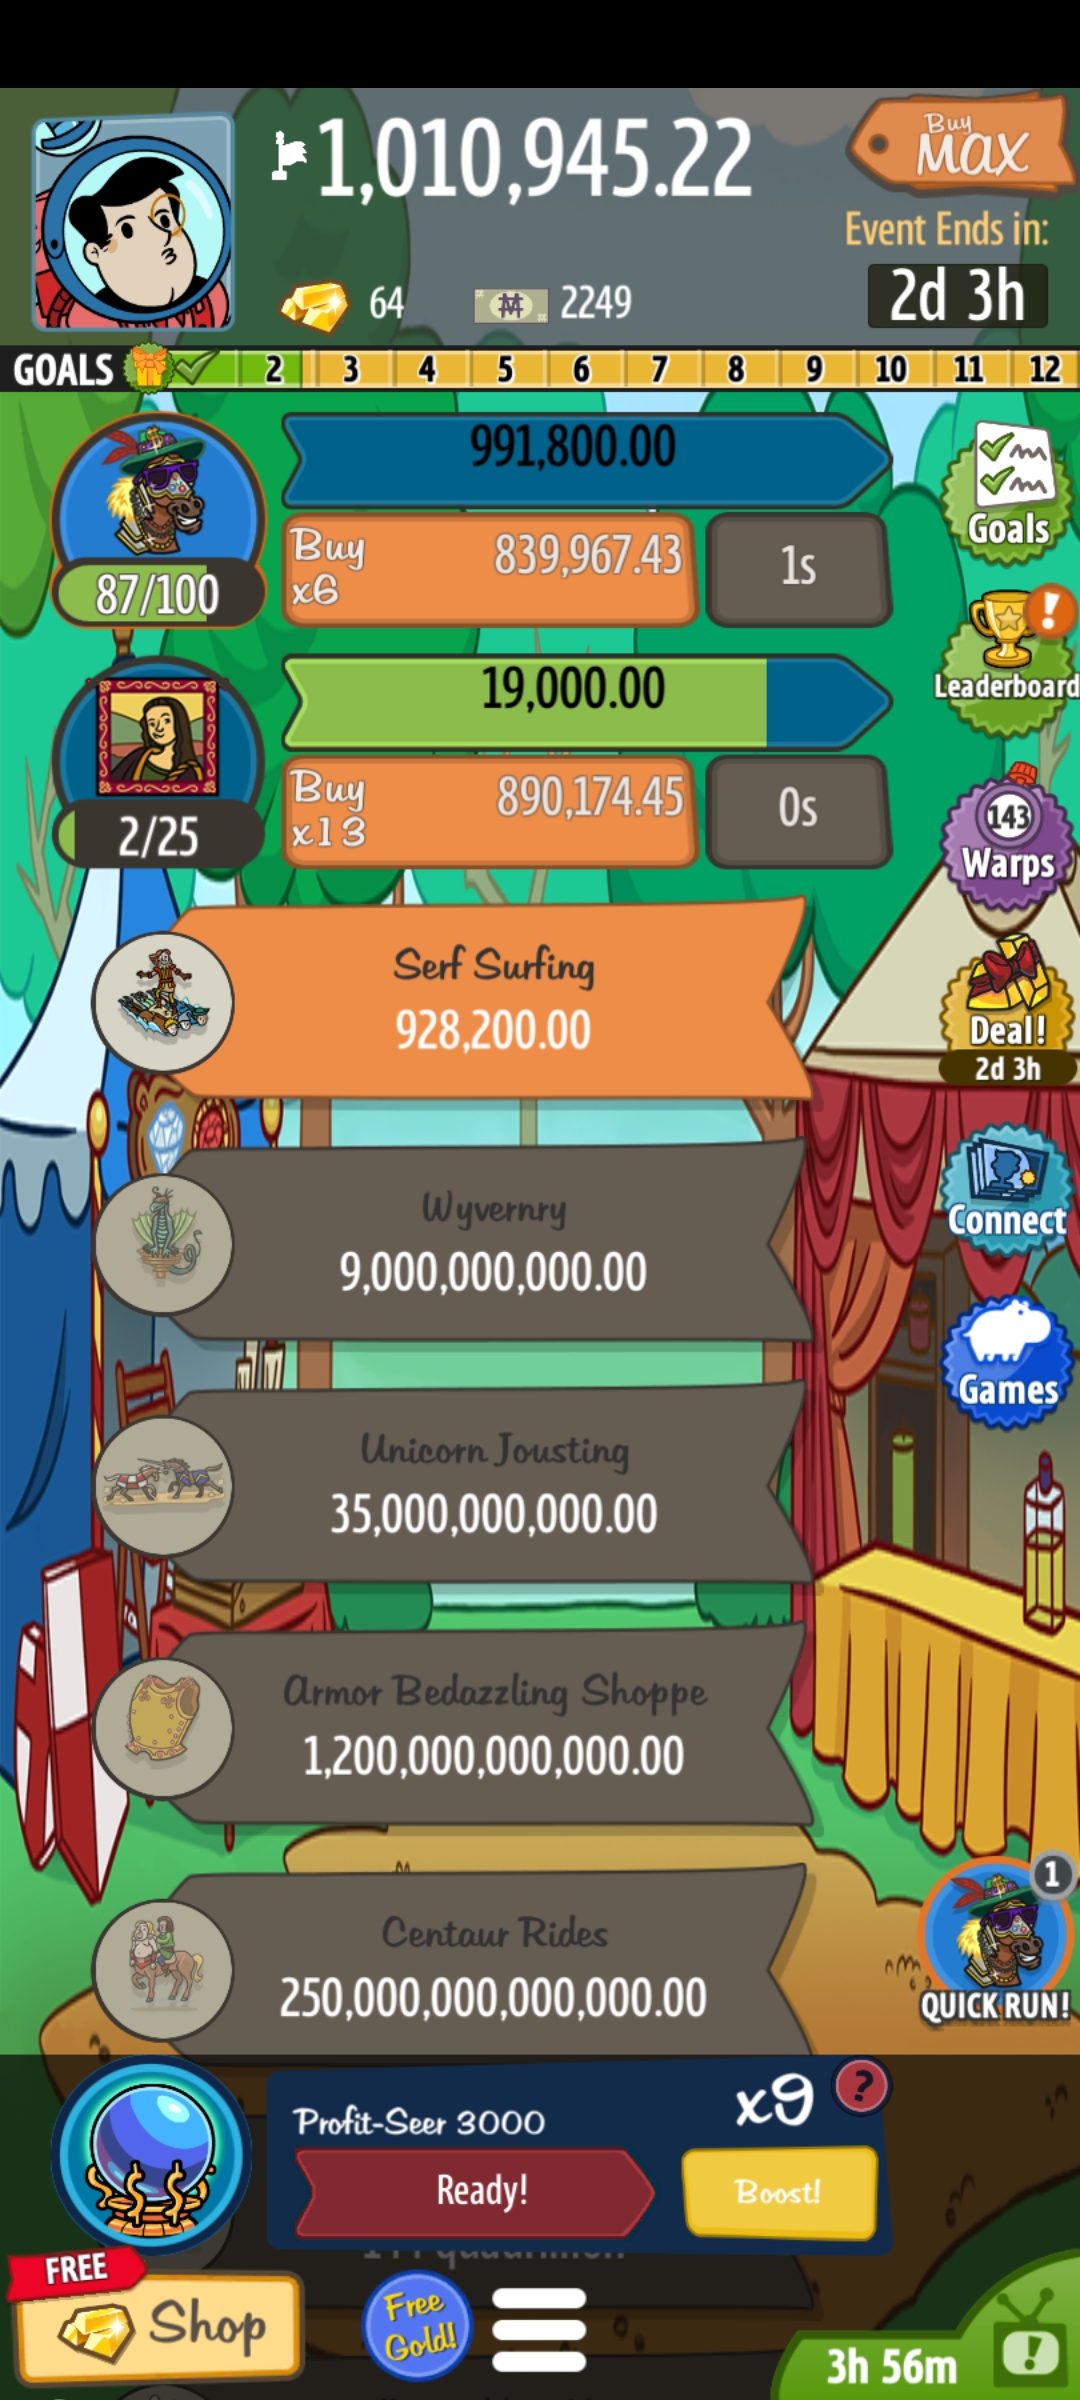 1,010,945.22
Buy
MAX
Event Ends in:
64
2249
2d 3h
GOALS 2 3 4 5 6 7 8 9 10 11 12
991,800.00
Buy
x6
839,967.43
1s
87/100
Goals
19,000.00
Leaderboard
Buy
x13
890,174.45
0s
2/25
143
Warps
Serf Surfing
928,200.00
Deal!
2d 3h
Wyvernry
9,000,000,000.00
Connect
Unicorn Jousting
35,000,000,000.00
Games
Armor Bedazzling Shoppe
1,200,000,000,000.00
Centaur Rides
250,000,000,000,000.00
1
QUICK RUN!
Profit-Seer 3000
x9
?
Ready!
Boost!
FREE
Shop
Free
Gold!
3h 56m